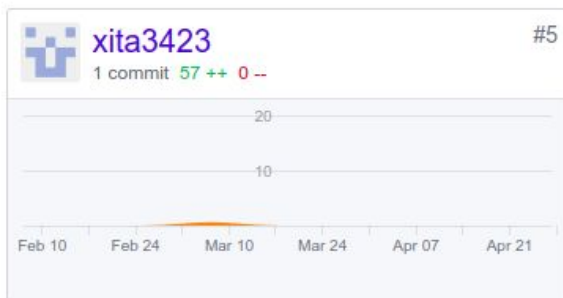 xita3423
#5
1 commit 57 ++ 0 --
20
10
Feb 10 Feb 24 Mar 10 Mar 24 Apr 07 Apr 21